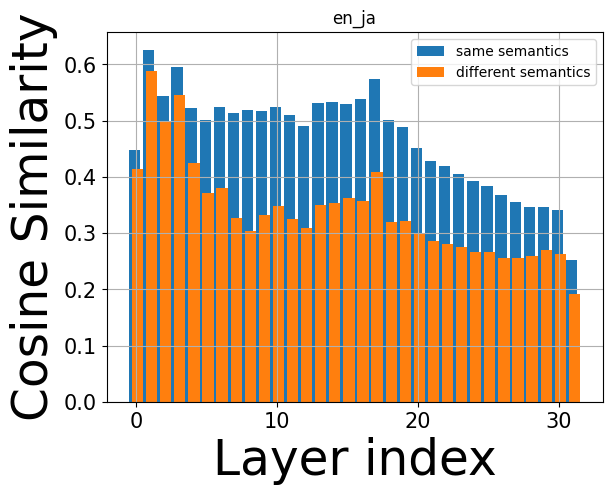 en_ja
same semantics
different semantics
Cosine Similarity
0.6
0.5
0.4
0.3
0.2
0.1
0.0
0 10 20 30
Layer index